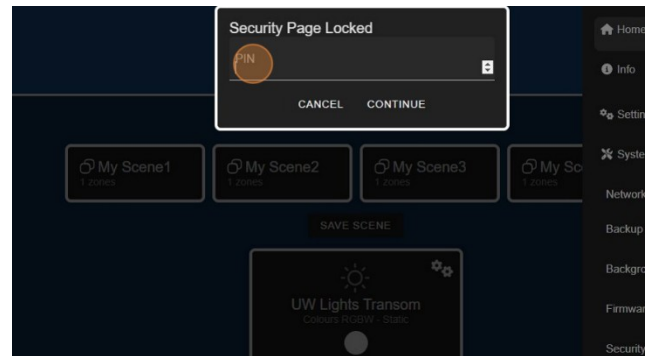 Security Page Locked
PIN
CANCEL CONTINUE
Home
Info
Settin
Syste
Network
Backup
Backgro
Firmwar
Security
My Scene1
1 zones
My Scene2
1 zones
My Scene3
1 zones
My Sc
1 zones
SAVE SCENE
UW Lights Transom
Colours RGBW - Static